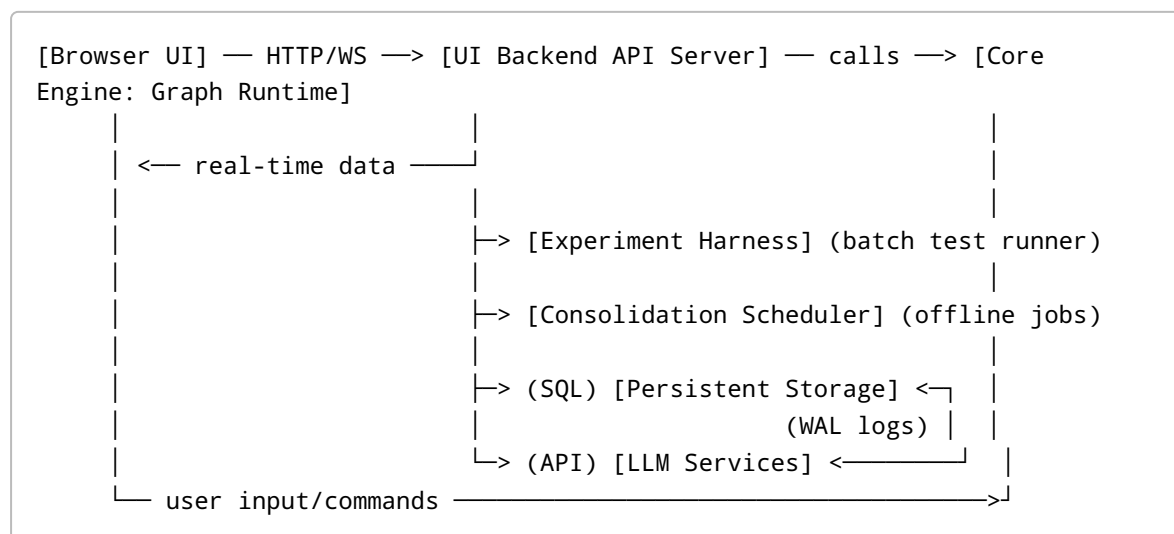 [Browser UI] ── HTTP/WS ──> [UI Backend API Server] ── calls ──> [Core
Engine: Graph Runtime]
<── real-time data ────┘
├─> [Experiment Harness] (batch test runner)
├─> [Consolidation Scheduler] (offline jobs)
├─> (SQL) [Persistent Storage] <─┐
(WAL logs) │
└─> (API) [LLM Services] <────────┘
└── user input/commands ───────────────────────────────────>┘